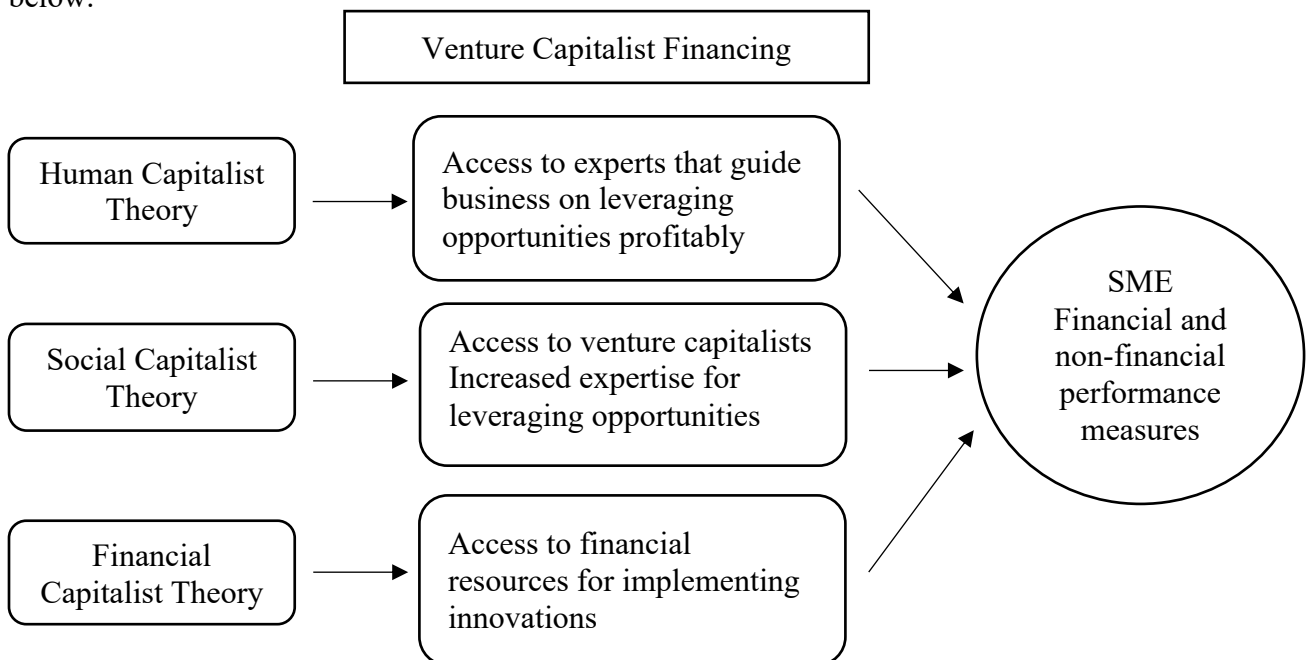 below:
Venture Capitalist Financing
Human Capitalist
Theory
Access to experts that guide
business on leveraging
opportunities profitably
Social Capitalist
Theory
Access to venture capitalists
Increased expertise for
leveraging opportunities
Financial
Capitalist Theory
Access to financial
resources for implementing
innovations
SME
Financial and
non-financial
performance
measures